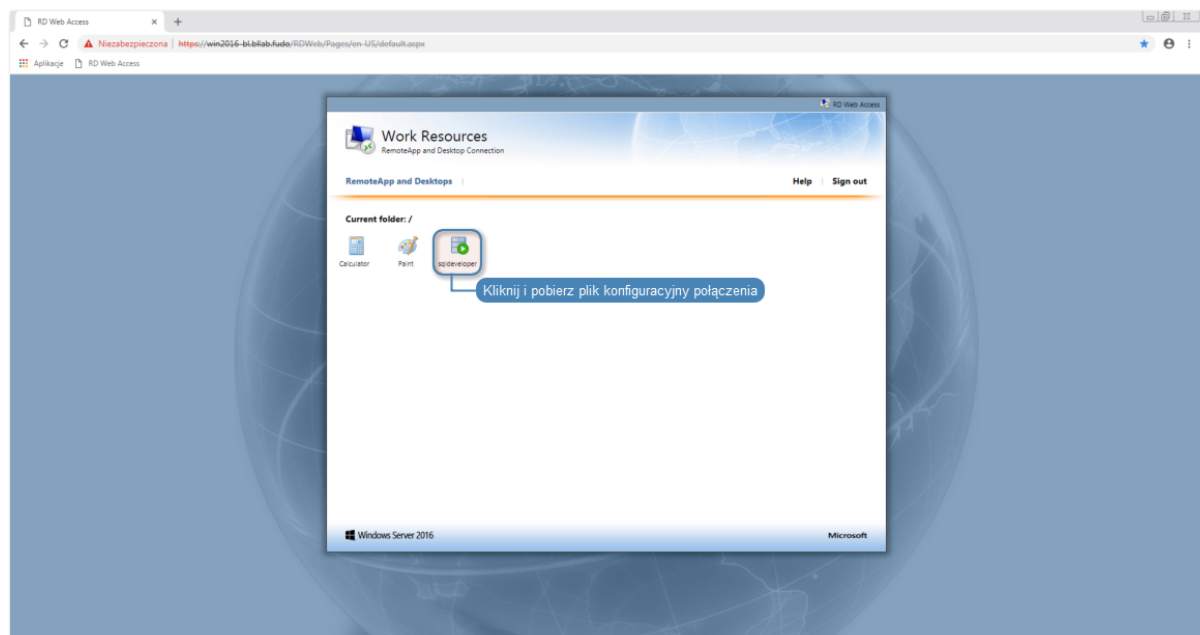 RD Web Access
Niezabezpieczona | https://win2016-bl.bllab.fudo/RDWeb/Pages/en-US/default.aspx
Aplikacje RD Web Access
RD Web Access
Work Resources
RemoteApp and Desktop Connection
RemoteApp and Desktops Help Sign out
Current folder: /
Calculator Paint sqldeveloper
Kliknij i pobierz plik konfiguracyjny połączenia
Windows Server 2016 Microsoft